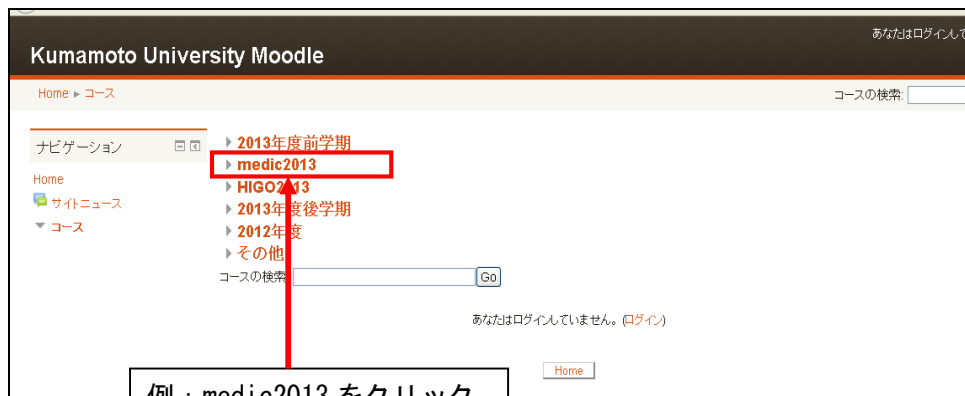 あなたはログインして
Kumamoto University Moodle
Home ► コース
コースの検索:
ナビゲーション
Home
サイトニュース
コース
2013年度前学期
medic2013
HIGO2013
2013年度後学期
2012年度
その他
コースの検索
Go
あなたはログインしていません。(ログイン)
Home
例：medic2013 をクリック